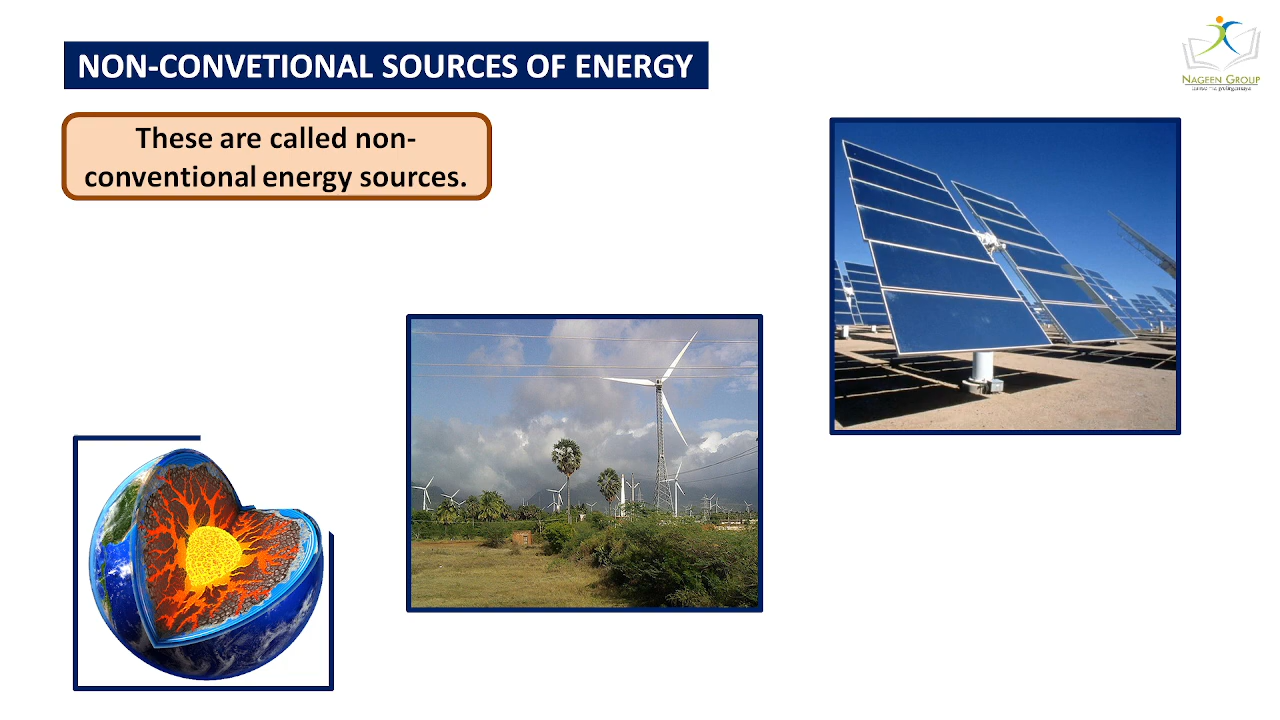 NON-CONVETIONAL SOURCES OF ENERGY
These are called non-
conventional energy sources.
NAGEEN GROUP